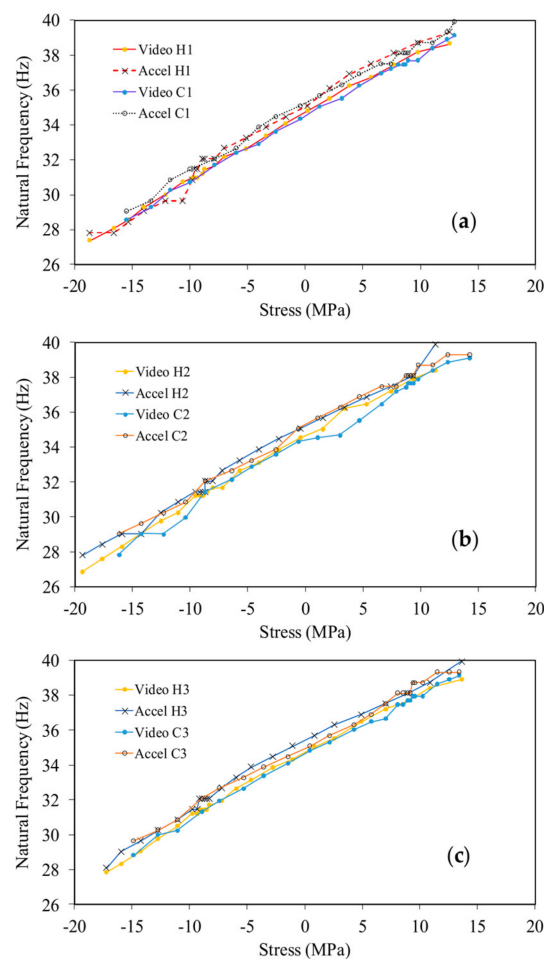 40
38
36
34
32
30
28
26
Natural Frequency (Hz)
Video H1
Accel H1
Video C1
Accel C1
(a)
-20 -15 -10 -5 0 5 10 15 20
Stress (MPa)
40
38
36
34
32
30
28
26
Natural Frequency (Hz)
Video H2
Accel H2
Video C2
Accel C2
(b)
-20 -15 -10 -5 0 5 10 15 20
Stress (MPa)
40
38
36
34
32
30
28
26
Natural Frequency (Hz)
Video H3
Accel H3
Video C3
Accel C3
(c)
-20 -15 -10 -5 0 5 10 15 20
Stress (MPa)